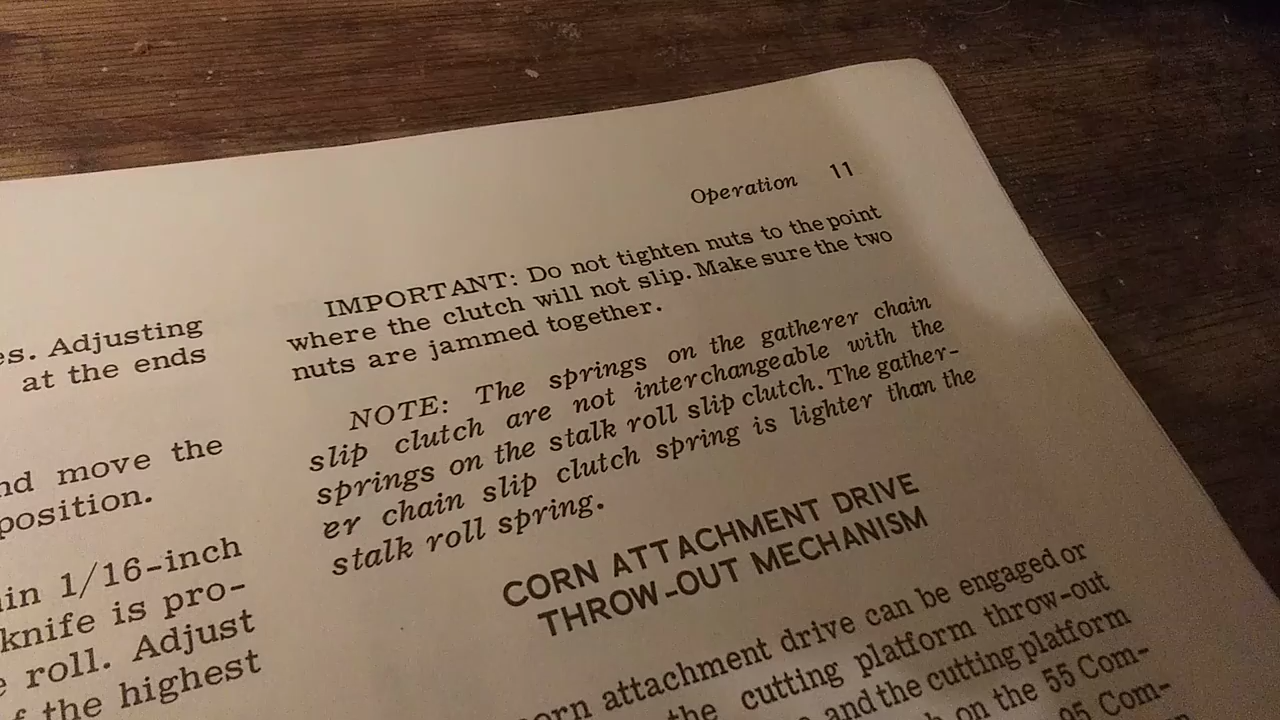 Operation 11
es. Adjusting
at the ends
nd move the
position.
in 1/16-inch
knife is pro-
e roll. Adjust
f the highest
IMPORTANT: Do not tighten nuts to the point
where the clutch will not slip. Make sure the two
nuts are jammed together.
NOTE: The springs on the gatherer chain
slip clutch are not interchangeable with the
springs on the stalk roll slip clutch. The gather-
er chain slip clutch spring is lighter than the
stalk roll spring.
CORN ATTACHMENT DRIVE
THROW-OUT MECHANISM
orn attachment drive can be engaged or
the cutting platform throw-out
and the cutting platform
h on the 55 Com-
95 Com-